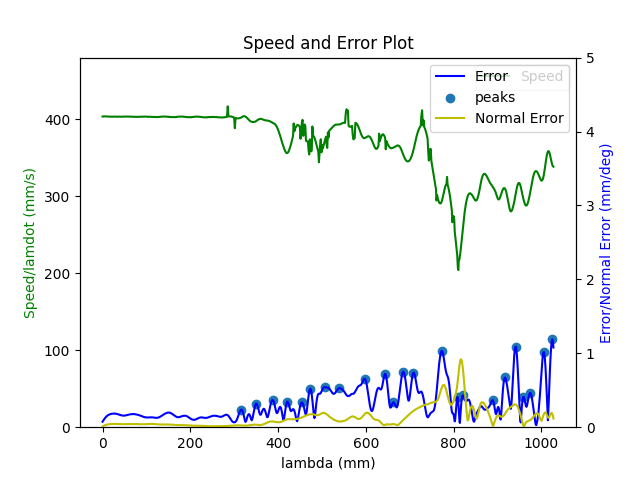 Speed and Error Plot
Speed/lamdot (mm/s)
400
300
200
100
0
Error
peaks
Normal Error
Speed
5
4
3
2
1
0
Error/Normal Error (mm/deg)
0
200
400
600
800
1000
lambda (mm)